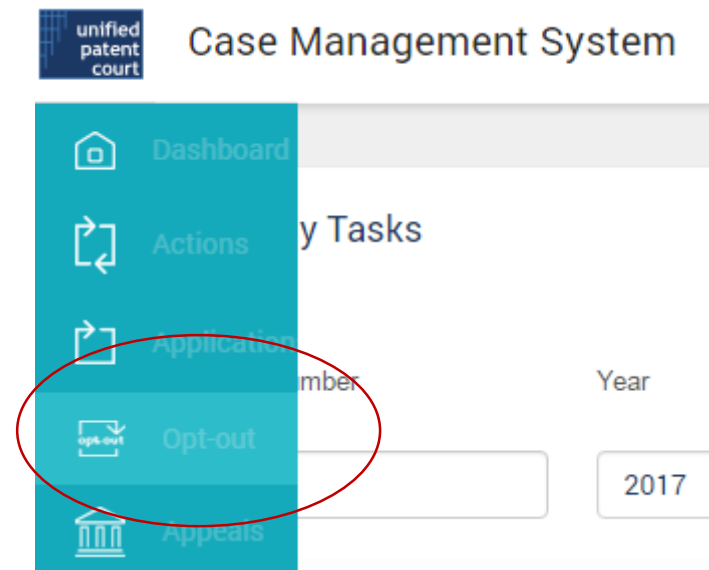 unified
patent
court
Case Management System
Dashboard
Actions
y Tasks
Application
mber
Year
opt-out
Opt-out
2017
Appeals